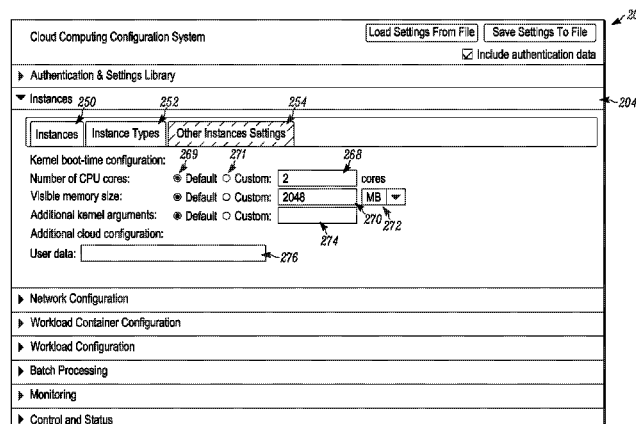 Cloud Computing Configuration System
Load Settings From File
Save Settings To File
Include authentication data
Authentication & Settings Library
Instances
204
250
252
254
Instances
Instance Types
Other Instances Settings
Kernel boot-time configuration:
269
271
268
Number of CPU cores:
Default
Custom:
2
cores
Visible memory size:
Default
Custom:
2048
MB
270
272
Additional kernel arguments:
Default
Custom:
274
Additional cloud configuration:
User data:
276
Network Configuration
Workload Container Configuration
Workload Configuration
Batch Processing
Monitoring
Control and Status